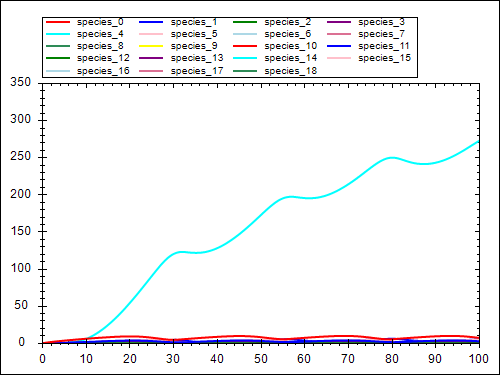 species_0 species_1 species_2 species_3
species_4 species_5 species_6 species_7
species_8 species_9 species_10 species_11
species_12 species_13 species_14 species_15
species_16 species_17 species_18
350
300
250
200
150
100
50
0
0 10 20 30 40 50 60 70 80 90 100